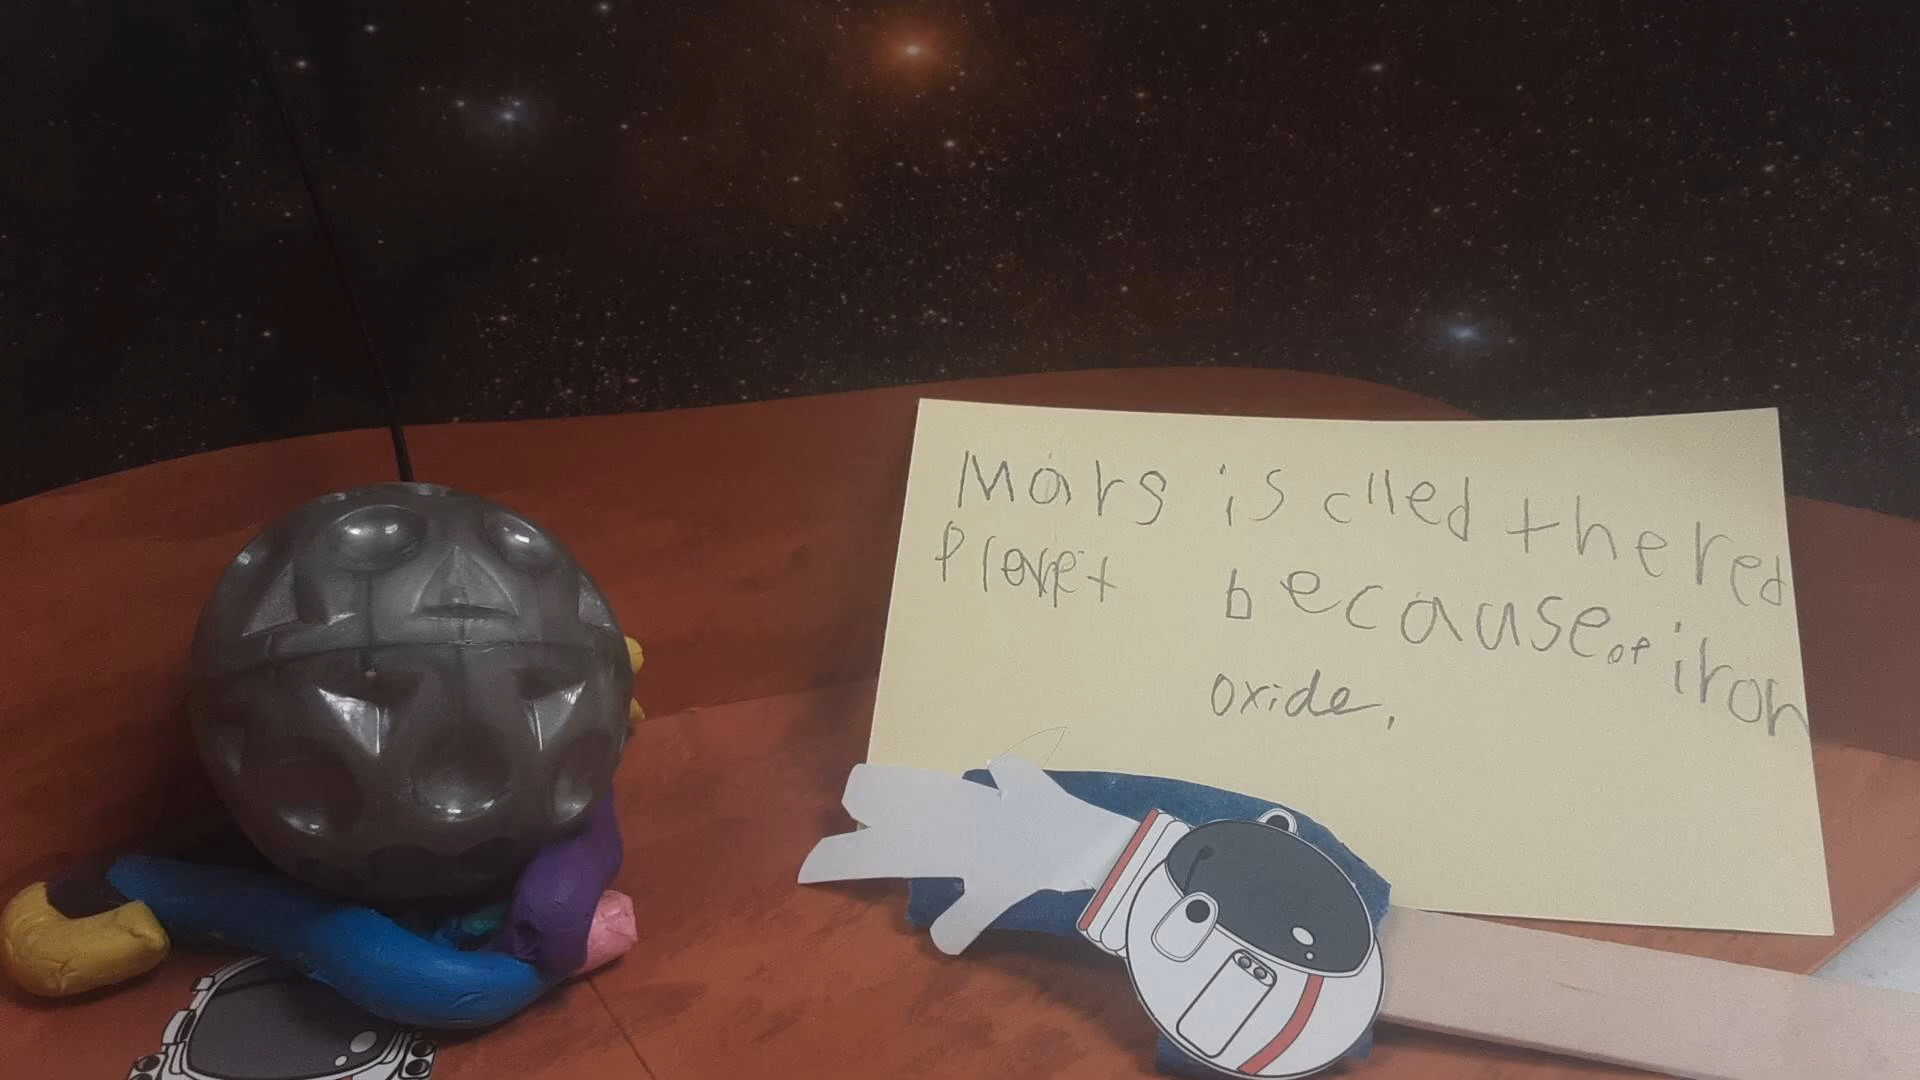 Mars is clled the red
Planet because of iron
oxide.